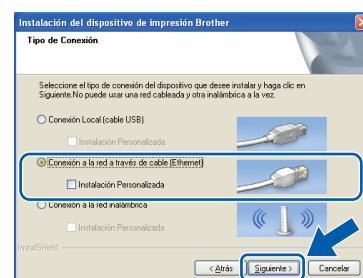 Instalación del dispositivo de impresión Brother
Tipo de Conexión
Seleccione el tipo de conexión del dispositivo que desee instalar y haga clic en
Siguiente.No puede usar una red cableada y otra inalámbrica a la vez.
Conexión Local (cable USB)
Instalación Personalizada
Conexión a la red a través de cable (Ethernet)
Instalación Personalizada
Conexión a la red inalámbrica
Instalación Personalizada
InstallShield
< Atrás
Siguiente >
Cancelar